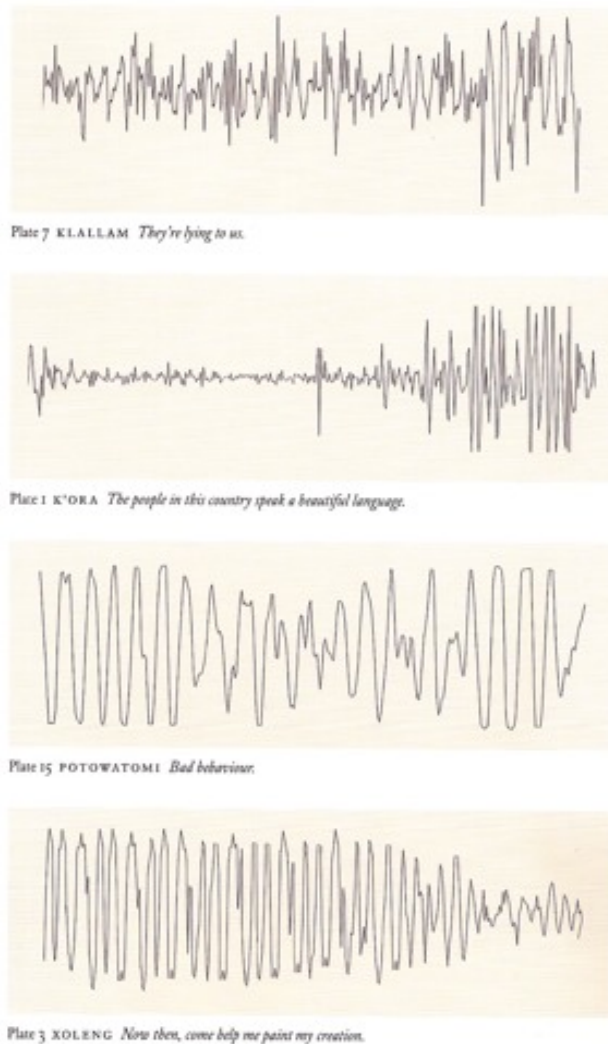 Plate 7 KLALLAM They're lying to us.
Plate 1 K'ORA The people in this country speak a beautiful language.
Plate 15 POTOWATOMI Bad behaviour.
Plate 3 XOLENG Now then, come help me paint my creation.